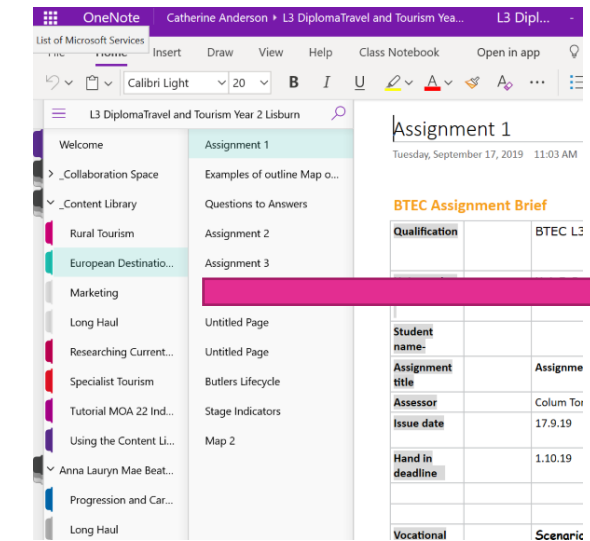 OneNote
Catherine Anderson ▸ L3 DiplomaTravel and Tourism Yea...
L3 Dipl... -
List of Microsoft Services
Insert Draw View Help Class Notebook Open in app
Calibri Light 20 B I U A A ...
L3 DiplomaTravel and Tourism Year 2 Lisburn
Welcome
> _Collaboration Space
_Content Library
Rural Tourism
European Destinatio...
Marketing
Long Haul
Researching Current...
Specialist Tourism
Tutorial MOA 22 Ind...
Using the Content Li...
Anna Lauryn Mae Beat...
Progression and Car...
Long Haul
Assignment 1
Examples of outline Map o...
Questions to Answers
Assignment 2
Assignment 3
Untitled Page
Untitled Page
Butlers Lifecycle
Stage Indicators
Map 2
Assignment 1
Tuesday, September 17, 2019 11:03 AM
BTEC Assignment Brief
Qualification BTEC L3
Student
name-
Assignment Assignme
title
Assessor Colum Tor
Issue date 17.9.19
Hand in 1.10.19
deadline
Vocational Scenario